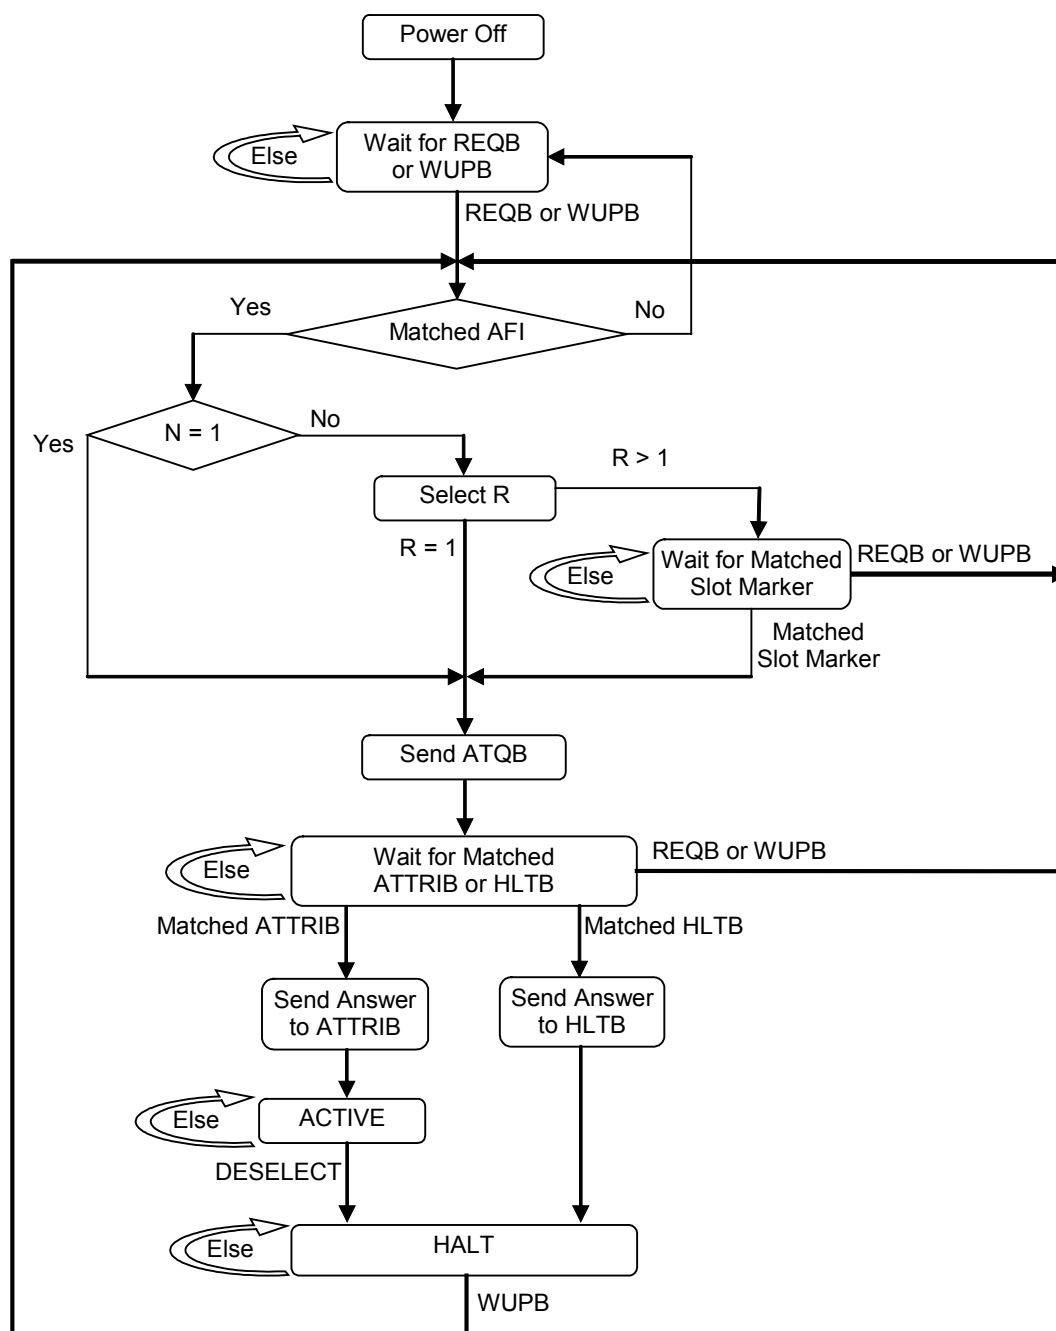 Power Off
Wait for REQB
or WUPB
Else
REQB or WUPB
Yes
No
Matched AFI
No
N = 1
Yes
R > 1
Select R
R = 1
Wait for Matched
Slot Marker
REQB or WUPB
Else
Matched
Slot Marker
Send ATQB
Wait for Matched
ATTRIB or HLTB
REQB or WUPB
Else
Matched ATTRIB
Matched HLTB
Send Answer
to ATTRIB
Send Answer
to HLTB
Else
ACTIVE
DESELECT
Else
HALT
WUPB